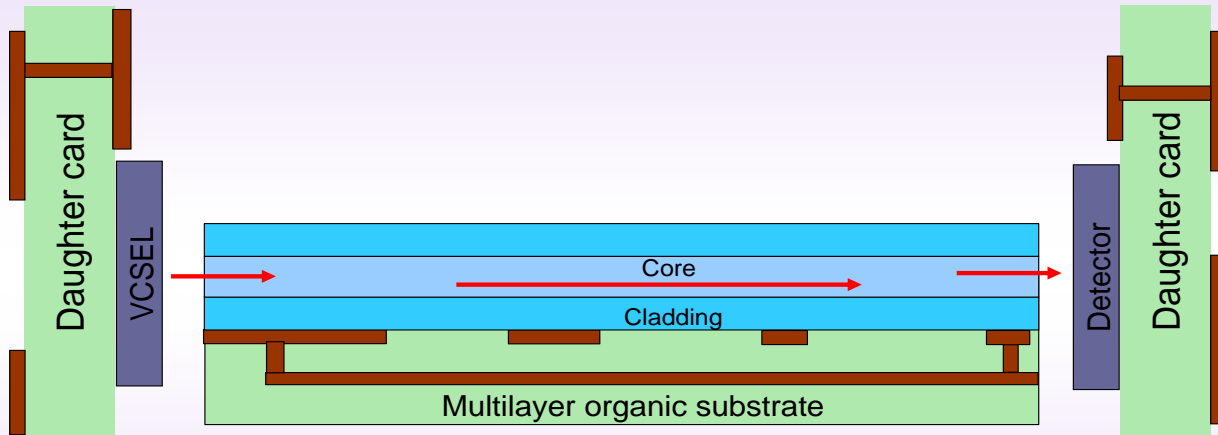 Daughter card
VCSEL
Core
Cladding
Multilayer organic substrate
Detector
Daughter card